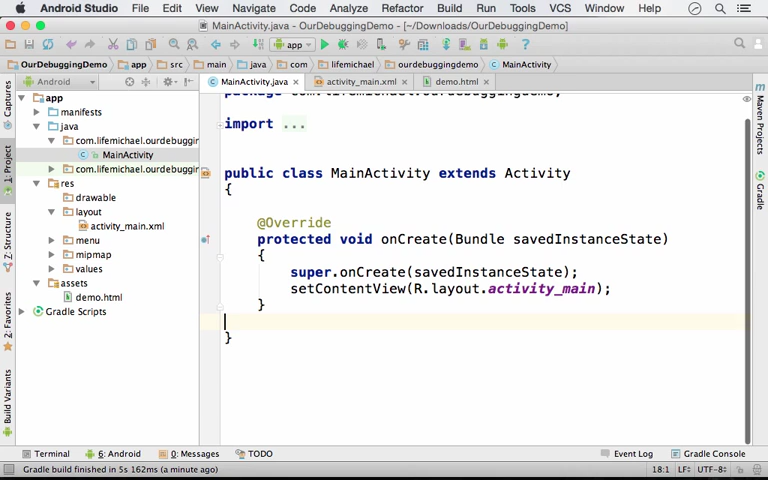 Android Studio File Edit View Navigate Code Analyze Refactor Build Run Tools VCS Window Help
MainActivity.java - OurDebuggingDemo - [~/Downloads/OurDebuggingDemo]
app
OurDebuggingDemo app src main java com lifemichael ourdebuggingdemo MainActivity
Android
MainActivity.java activity_main.xml demo.html
Captures
1: Project
7: Structure
2: Favorites
Build Variants
app
manifests
java
com.lifemichael.ourdebuggin
MainActivity
com.lifemichael.ourdebuggin
res
drawable
layout
activity_main.xml
menu
mipmap
values
assets
demo.html
Gradle Scripts
import ...
public class MainActivity extends Activity
{
@Override
protected void onCreate(Bundle savedInstanceState)
{
super.onCreate(savedInstanceState);
setContentView(R.layout.activity_main);
}
}
Maven Projects
Gradle
Terminal 6: Android 0: Messages TODO Event Log Gradle Console
Gradle build finished in 5s 162ms (a minute ago) 18:1 LF÷ UTF-8÷